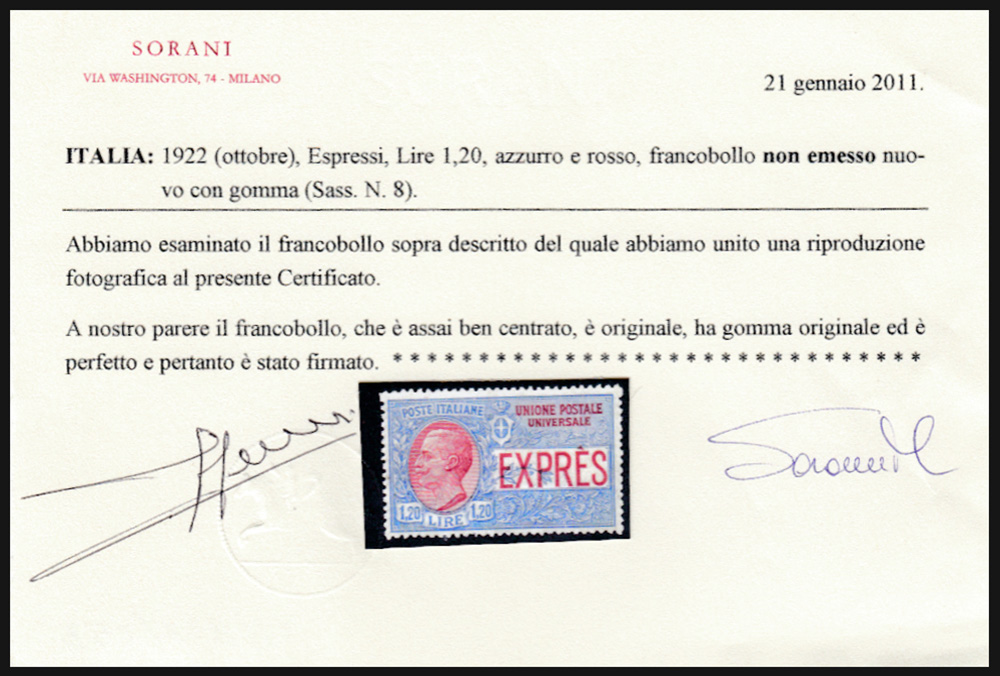 SORANI
VIA WASHINGTON, 74 - MILANO
21 gennaio 2011.
ITALIA: 1922 (ottobre), Espressi, Lire 1,20, azzurro e rosso, francobollo non emesso nuo-
vo con gomma (Sass. N. 8).
Abbiamo esaminato il francobollo sopra descritto del quale abbiamo unito una riproduzione
fotografica al presente Certificato.
A nostro parere il francobollo, che è assai ben centrato, è originale, ha gomma originale ed è
perfetto e pertanto è stato firmato. * * * * * * * * * * * * * * * * * * * * * * * * * * * * * * *
POSTE ITALIANE
UNIONE POSTALE
UNIVERSALE
EXPRÈS
1,20 LIRE 1,20